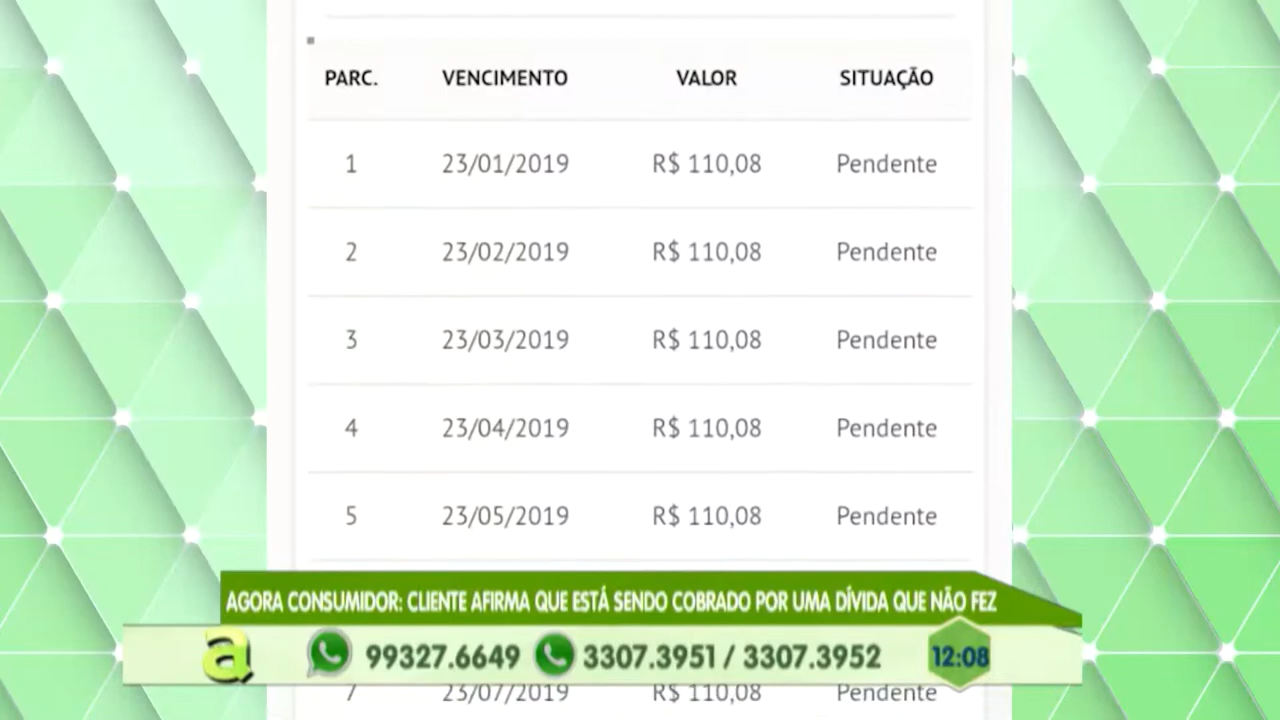 PARC. VENCIMENTO VALOR SITUAÇÃO
1 23/01/2019 R$ 110,08 Pendente
2 23/02/2019 R$ 110,08 Pendente
3 23/03/2019 R$ 110,08 Pendente
4 23/04/2019 R$ 110,08 Pendente
5 23/05/2019 R$ 110,08 Pendente
AGORA CONSUMIDOR: CLIENTE AFIRMA QUE ESTÁ SENDO COBRADO POR UMA DÍVIDA QUE NÃO FEZ
a 99327.6649 3307.3951 / 3307.3952 12:08
7 23/07/2019 R$ 110,08 Pendente